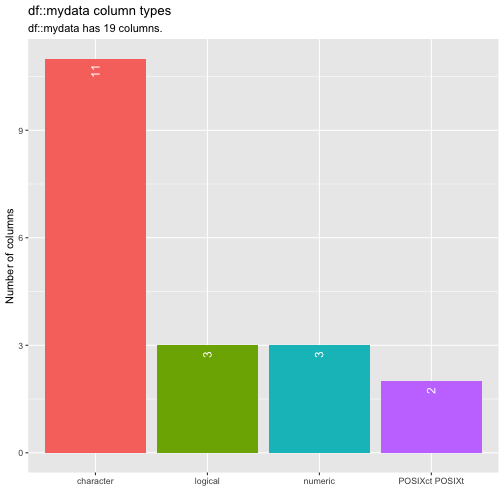 df::mydata column types
df::mydata has 19 columns.
Number of columns
9
6
3
0
11
3
3
2
character
logical
numeric
POSIXct POSIXt